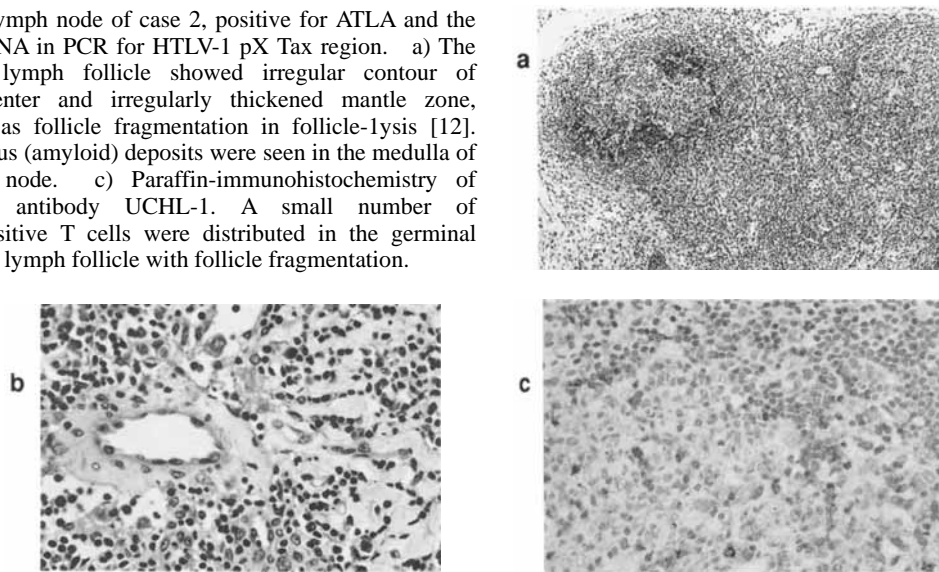 ymph node of case 2, positive for ATLA and the
NA in PCR for HTLV-1 pX Tax region. a) The
lymph follicle showed irregular contour of
enter and irregularly thickened mantle zone,
as follicle fragmentation in follicle-1ysis [12].
us (amyloid) deposits were seen in the medulla of
node. c) Paraffin-immunohistochemistry of
antibody UCHL-1. A small number of
sitive T cells were distributed in the germinal
lymph follicle with follicle fragmentation.
a
b
c